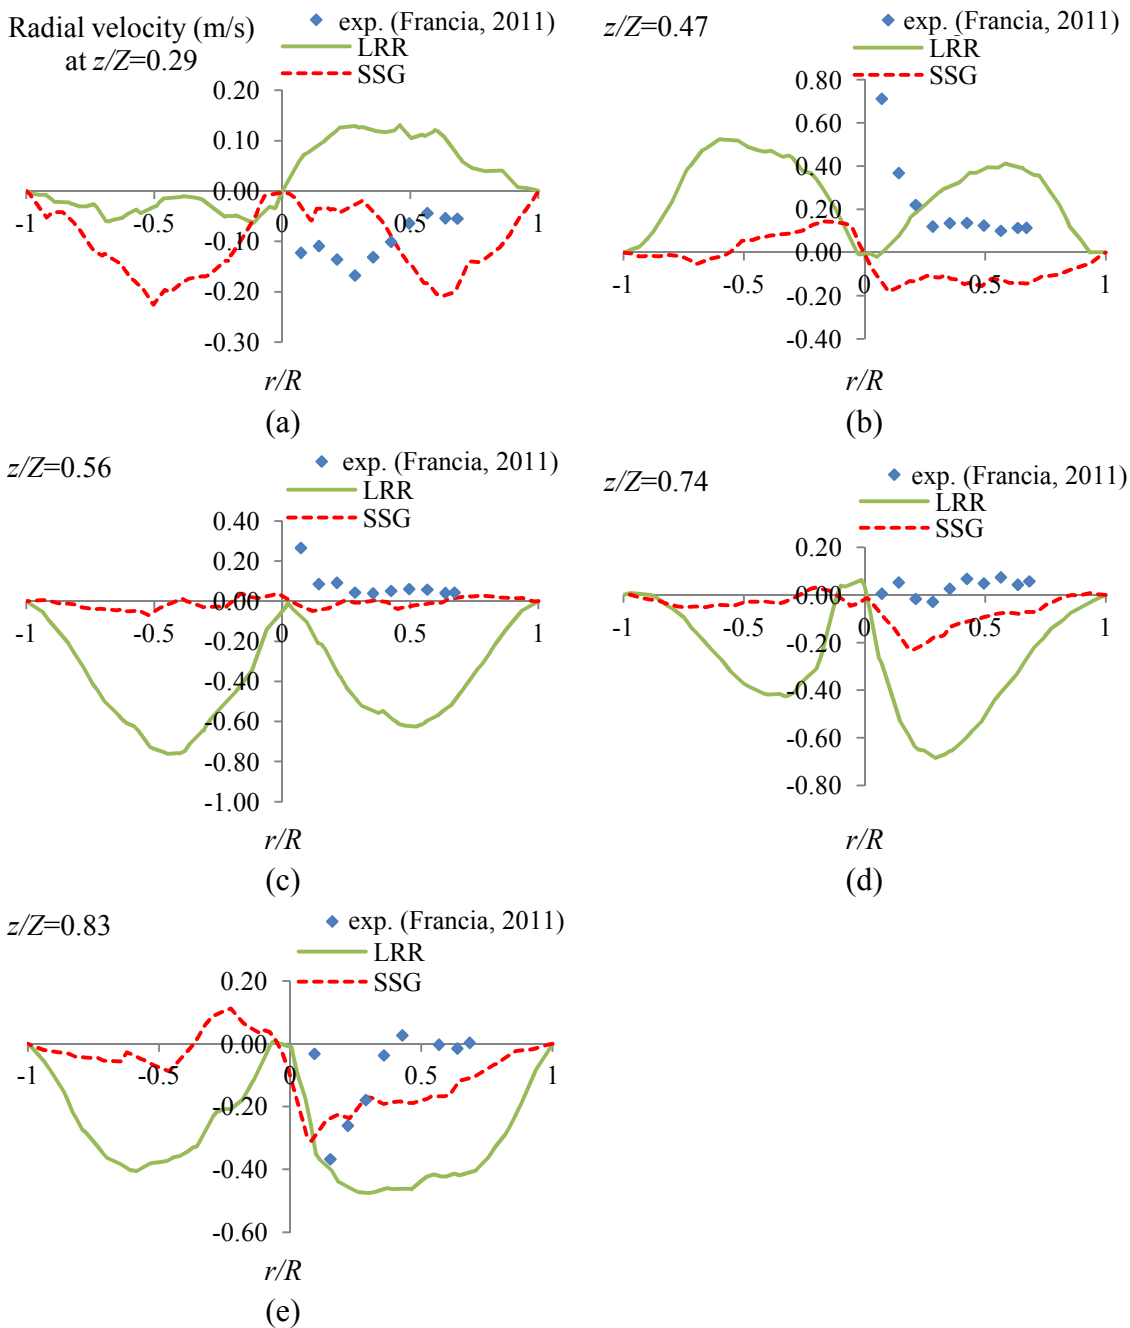 Radial velocity (m/s)
at z/Z=0.29
exp. (Francia, 2011)
LRR
SSG
0.20
0.10
0.00
-0.10
-0.20
-0.30
-1
-0.5
0
0.5
1
r/R
(a)
z/Z=0.47
exp. (Francia, 2011)
LRR
SSG
0.80
0.60
0.40
0.20
0.00
-0.20
-0.40
-1
-0.5
0
0.5
1
r/R
(b)
z/Z=0.56
exp. (Francia, 2011)
LRR
SSG
0.40
0.20
0.00
-0.20
-0.40
-0.60
-0.80
-1.00
-1
-0.5
0
0.5
1
r/R
(c)
z/Z=0.74
exp. (Francia, 2011)
LRR
SSG
0.20
0.00
-0.20
-0.40
-0.60
-0.80
-1
-0.5
0
0.5
1
r/R
(d)
z/Z=0.83
exp. (Francia, 2011)
LRR
SSG
0.20
0.00
-0.20
-0.40
-0.60
-1
-0.5
0
0.5
1
r/R
(e)